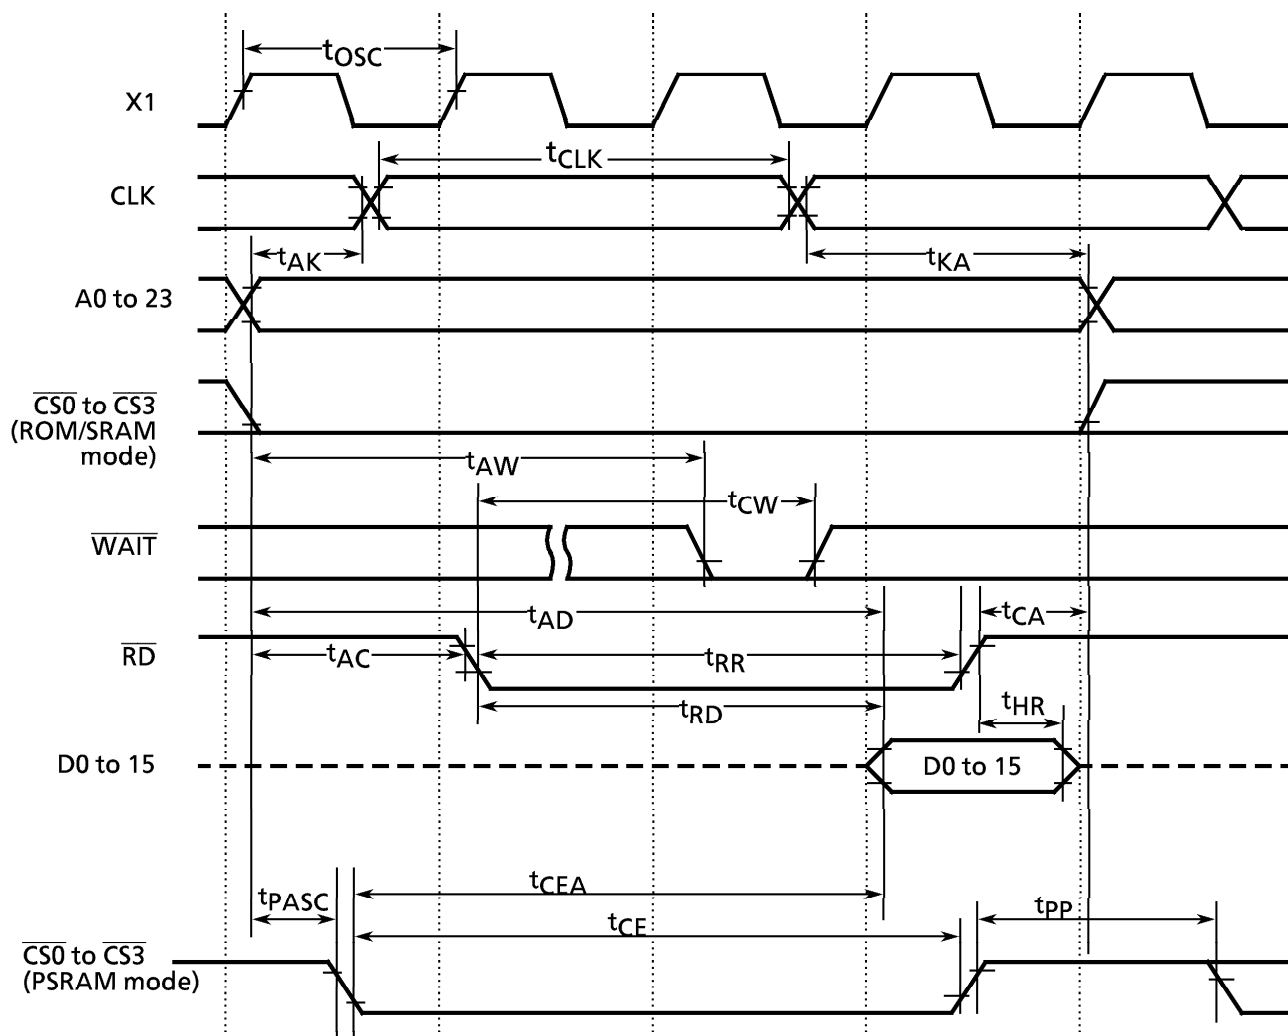 tOSC
X1
tCLK
CLK
tAK
tKA
A0 to 23
CS0 to CS3
(ROM/SRAM
mode)
tAW
tCW
WAIT
tAD
tCA
RD
tAC
tRR
tRD
tHR
D0 to 15
D0 to 15
tCEA
tPASC
tPP
tCE
CS0 to CS3
(PSRAM mode)